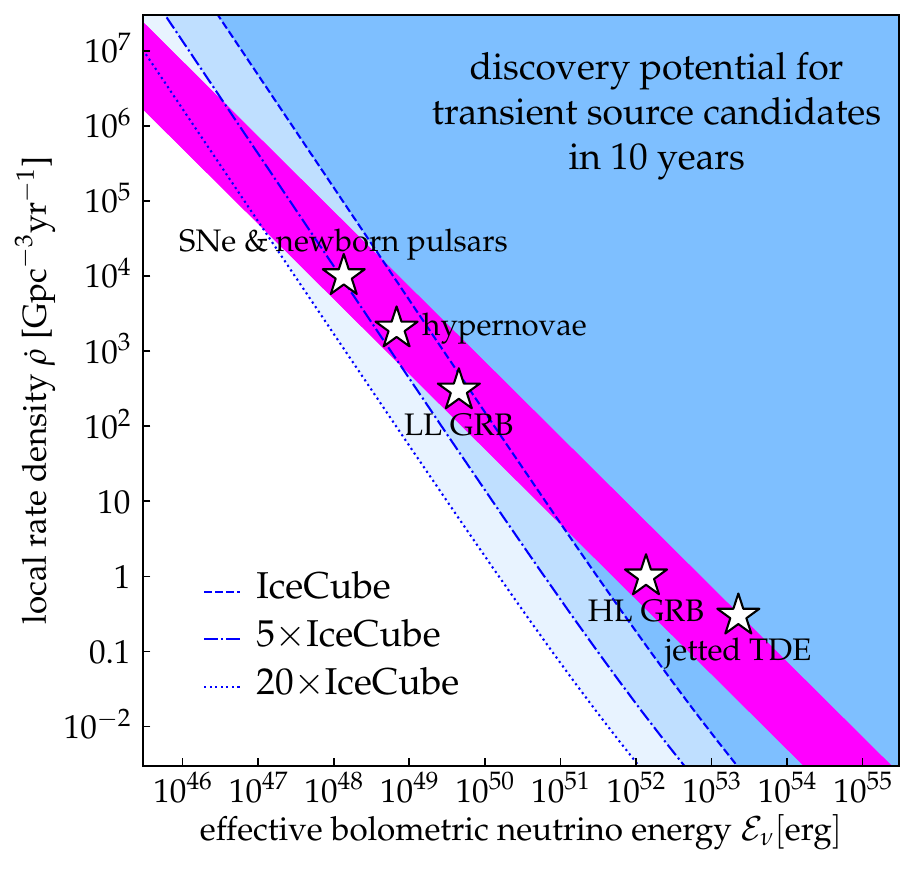 discovery potential for
transient source candidates
in 10 years
local rate density ρ̇ [Gpc⁻³yr⁻¹]
10⁷
10⁶
10⁵
10⁴
10³
10²
10
1
0.1
10⁻²
SNe & newborn pulsars
hypernovae
LL GRB
HL GRB
jetted TDE
IceCube
5×IceCube
20×IceCube
10⁴⁶ 10⁴⁷ 10⁴⁸ 10⁴⁹ 10⁵⁰ 10⁵¹ 10⁵² 10⁵³ 10⁵⁴ 10⁵⁵
effective bolometric neutrino energy ℰᵥ[erg]